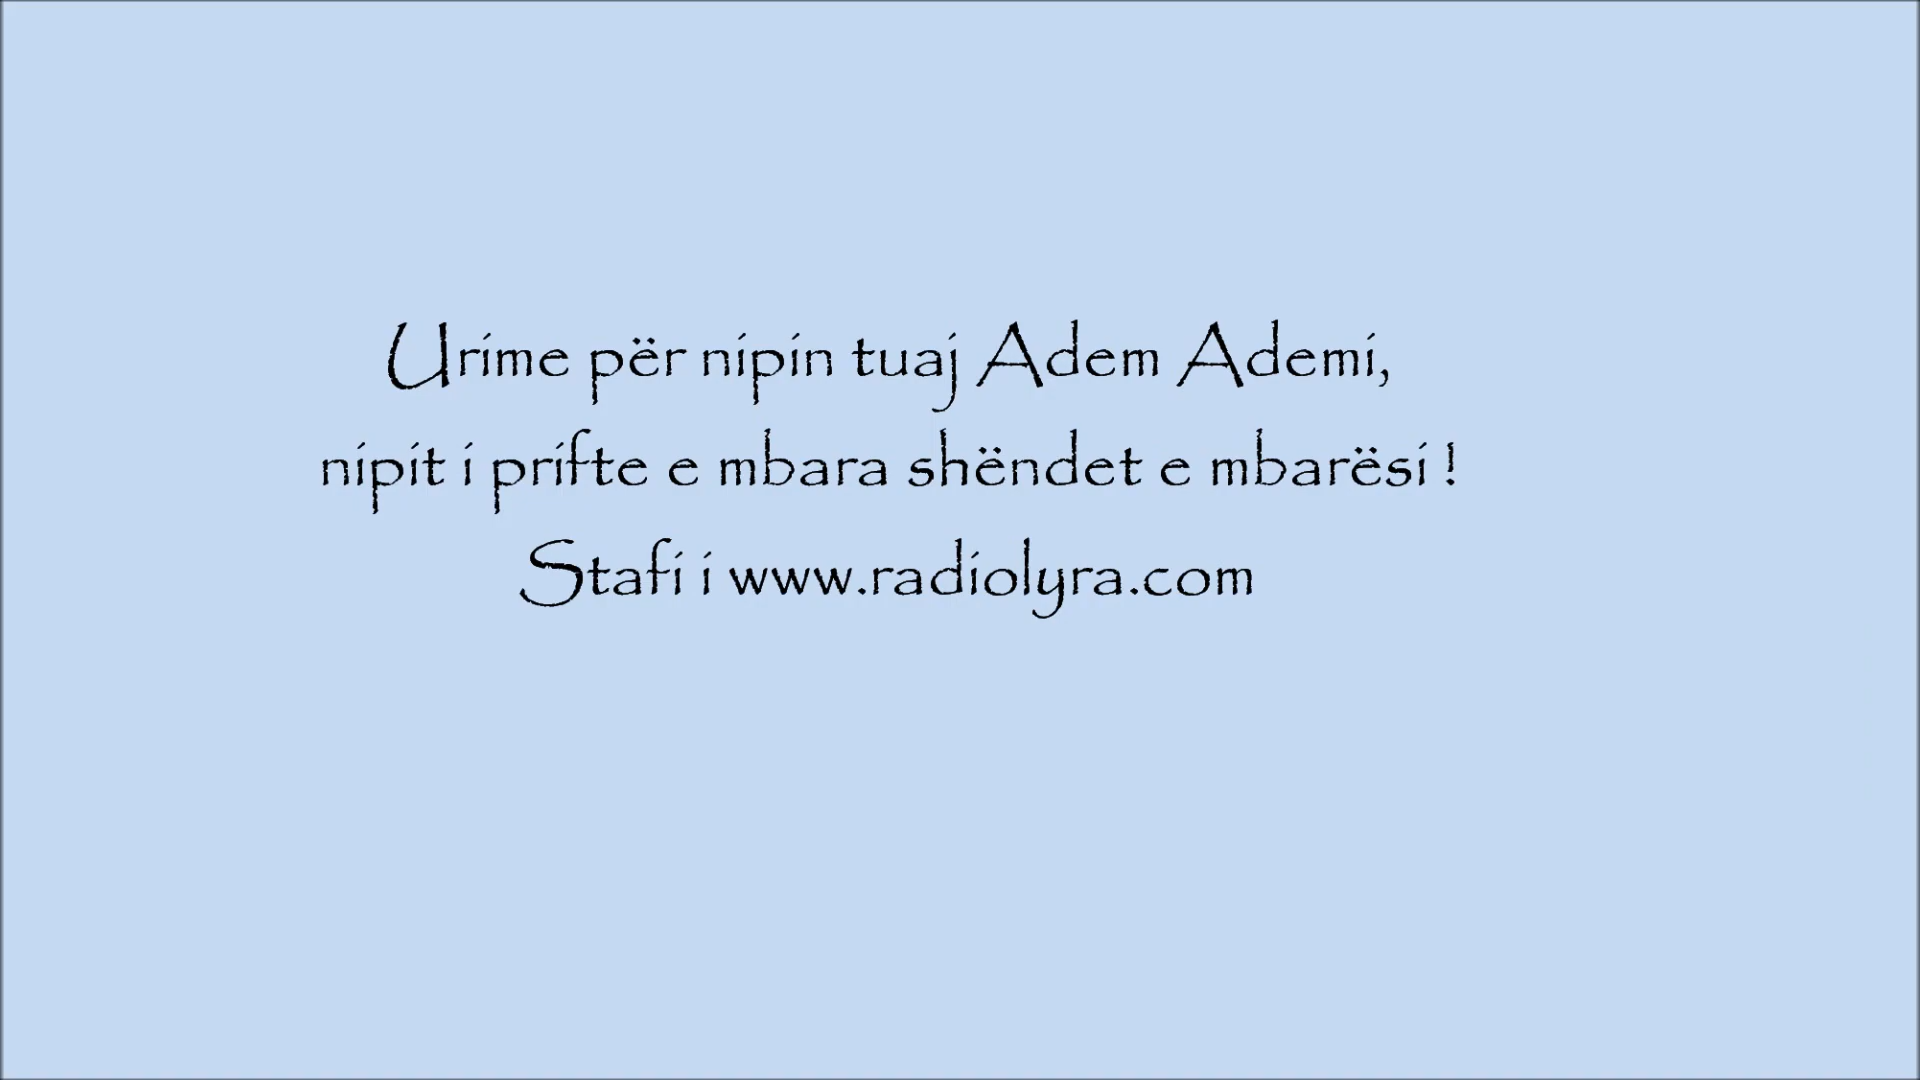 Urime për nipin tuaj Adem Ademi,
nipit i prifte e mbara shëndet e mbarësi !
Stafi i www.radiolyra.com